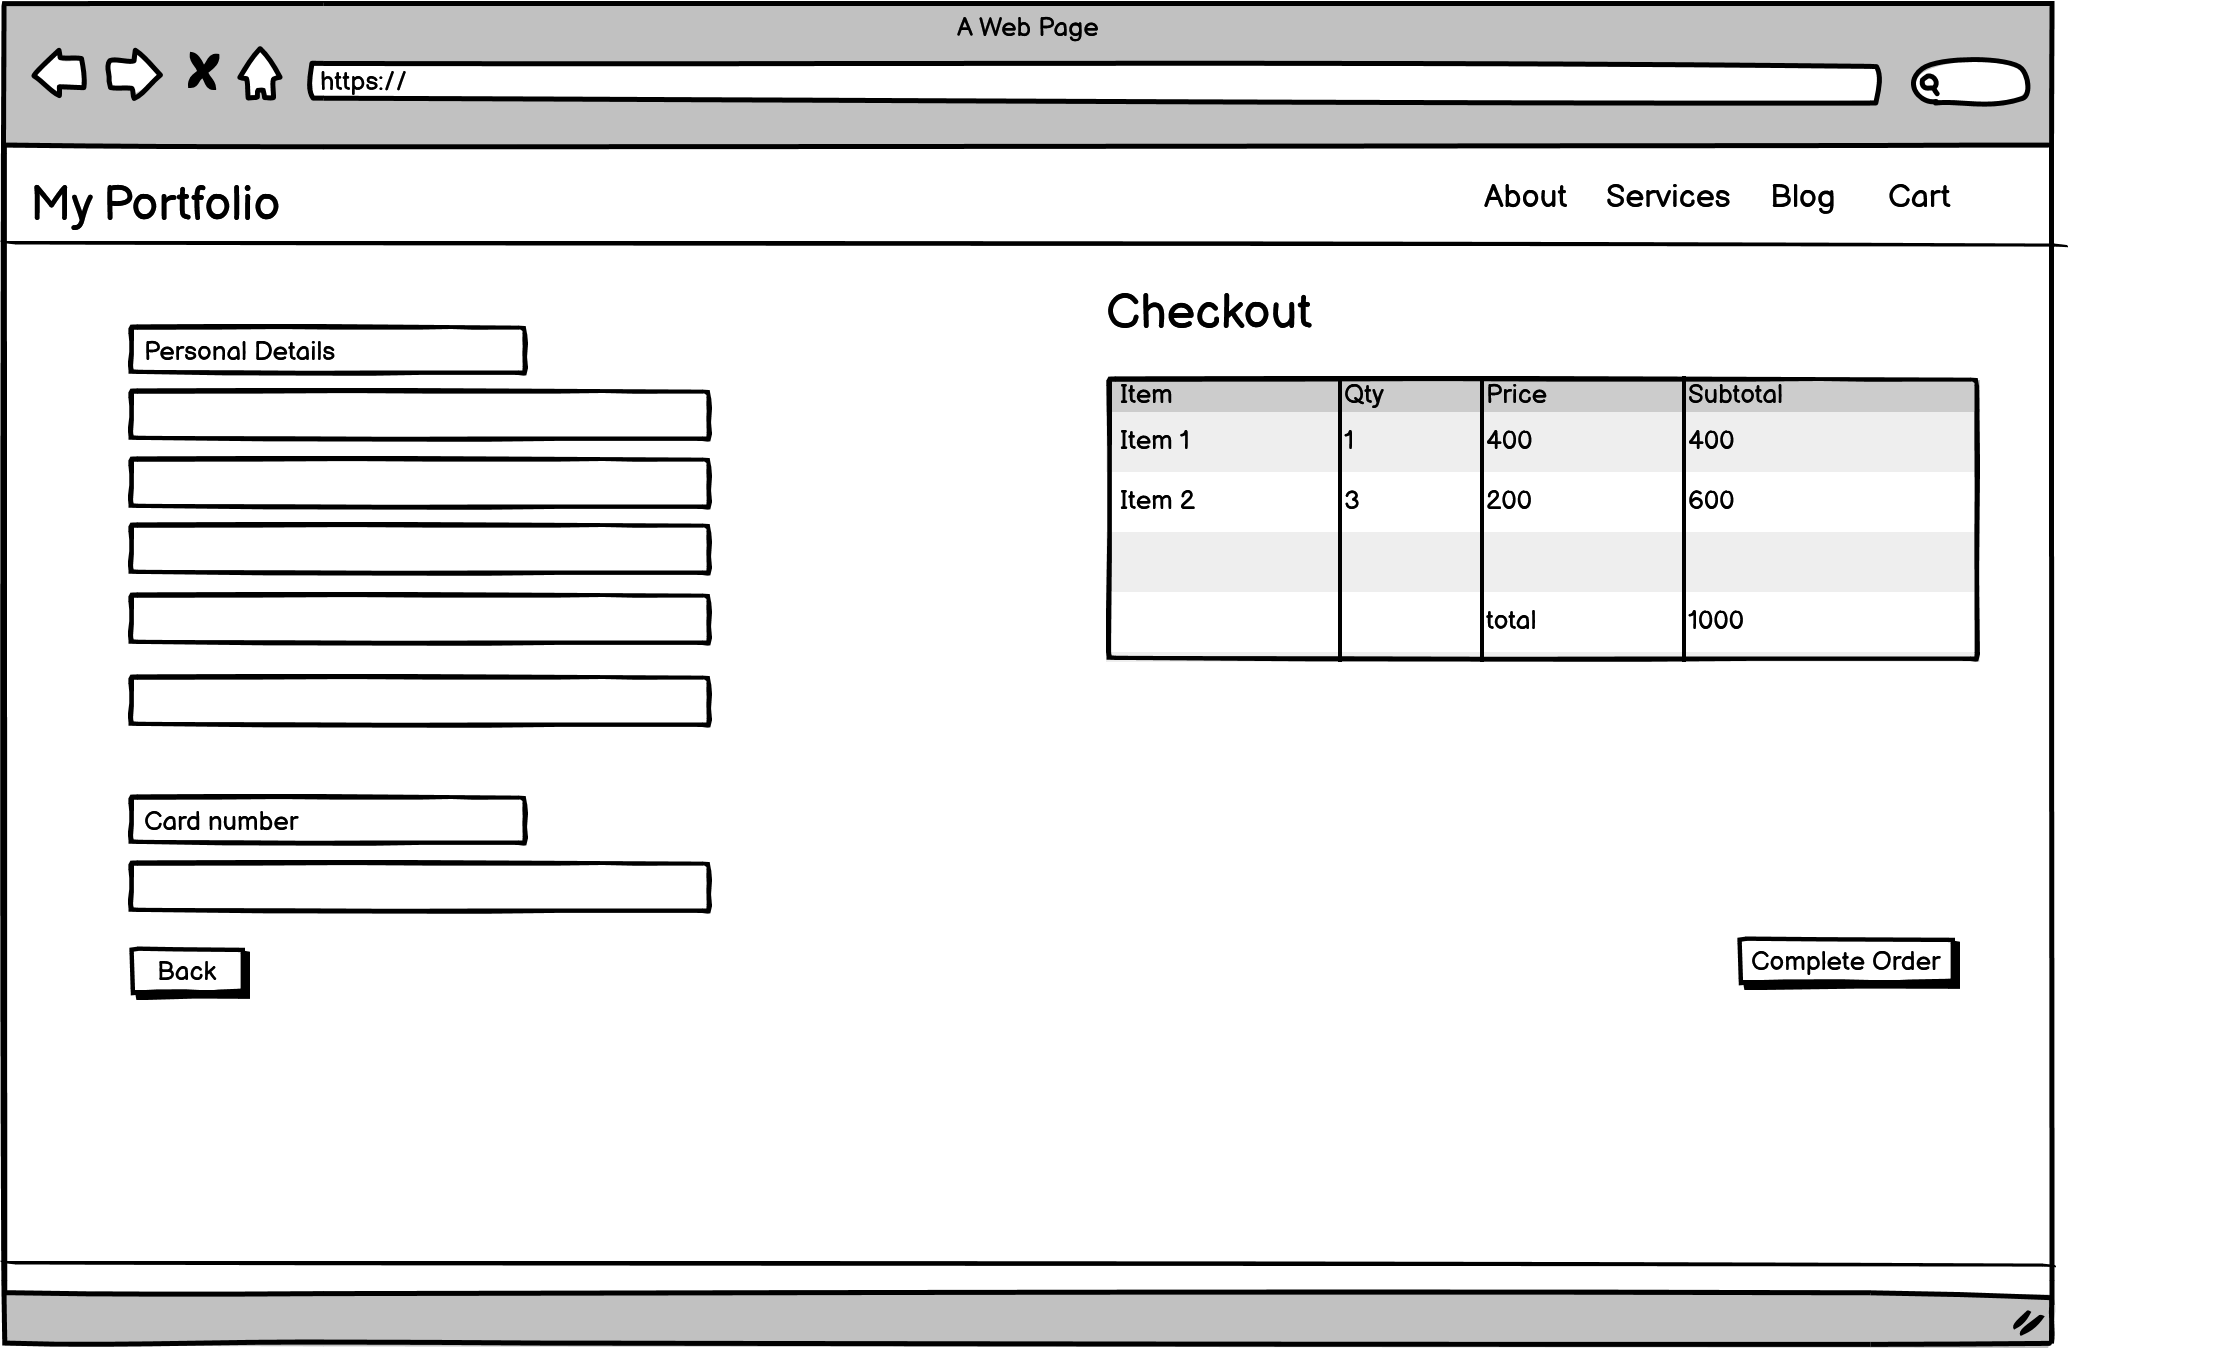 A Web Page
https://
My Portfolio
About Services Blog Cart
Checkout
Personal Details
Item Qty Price Subtotal
Item 1 1 400 400
Item 2 3 200 600
total 1000
Card number
Back
Complete Order